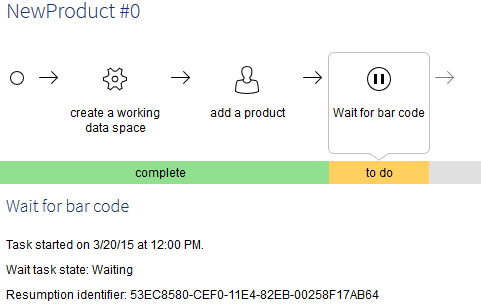 NewProduct #0
create a working
data space
add a product
Wait for bar code
complete
to do
Wait for bar code
Task started on 3/20/15 at 12:00 PM.
Wait task state: Waiting
Resumption identifier: 53EC8580-CEF0-11E4-82EB-00258F17AB64